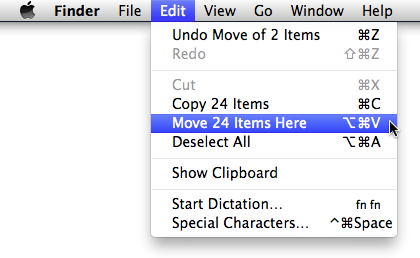 Finder File Edit View Go Window Help
Undo Move of 2 Items ⌘Z
Redo ⇧⌘Z
Cut ⌘X
Copy 24 Items ⌘C
Move 24 Items Here ⌥⌘V
Deselect All ⌥⌘A
Show Clipboard
Start Dictation... fn fn
Special Characters... ^⌘Space